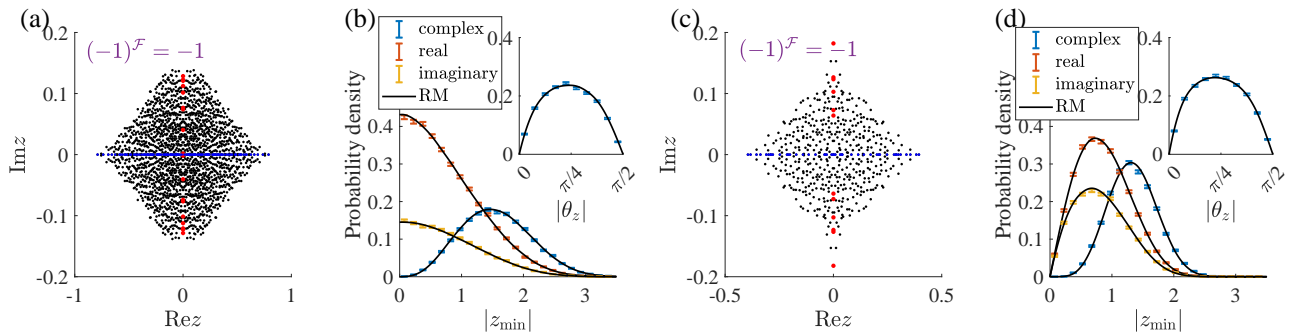 (a)
(−1)^ℱ = −1
0.2
0.1
0
-0.1
-0.2
Imz
-1
0
1
Rez
(b)
complex
real
imaginary
RM
Probability density
0.4
0.3
0.2
0.1
0
0
1
2
3
|z_min|
0.4
0.2
0
0
π/4
π/2
|θ_z|
(c)
(−1)^ℱ = −1
0.2
0.1
0
-0.1
-0.2
Imz
-0.5
0
0.5
Rez
(d)
complex
real
imaginary
RM
Probability density
0.4
0.3
0.2
0.1
0
0
1
2
3
|z_min|
0.4
0.2
0
0
π/4
π/2
|θ_z|